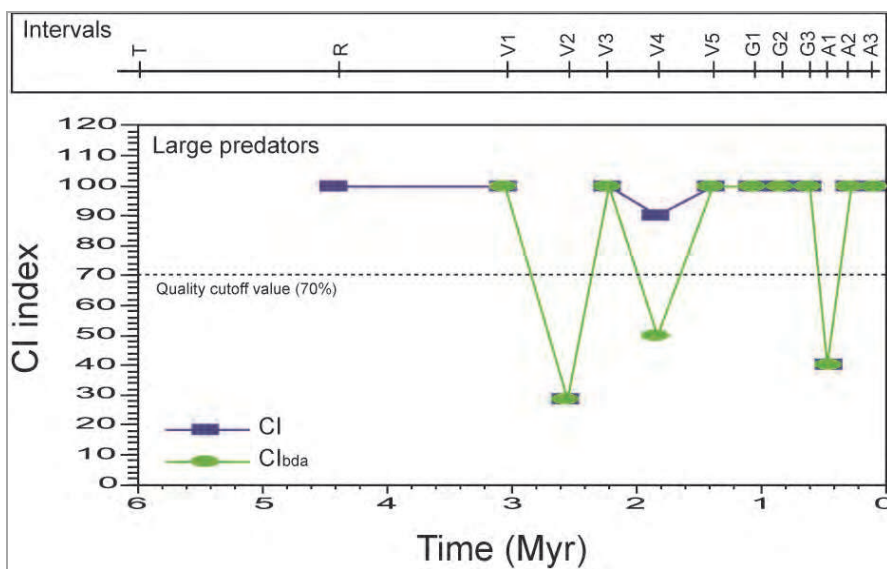 Intervals
T R V1 V2 V3 V4 V5 G1 G2 G3 A1 A2 A3
Large predators
120
110
100
90
80
70
60
50
40
30
20
10
0
Quality cutoff value (70%)
CI index
CI
CIbda
6 5 4 3 2 1 0
Time (Myr)